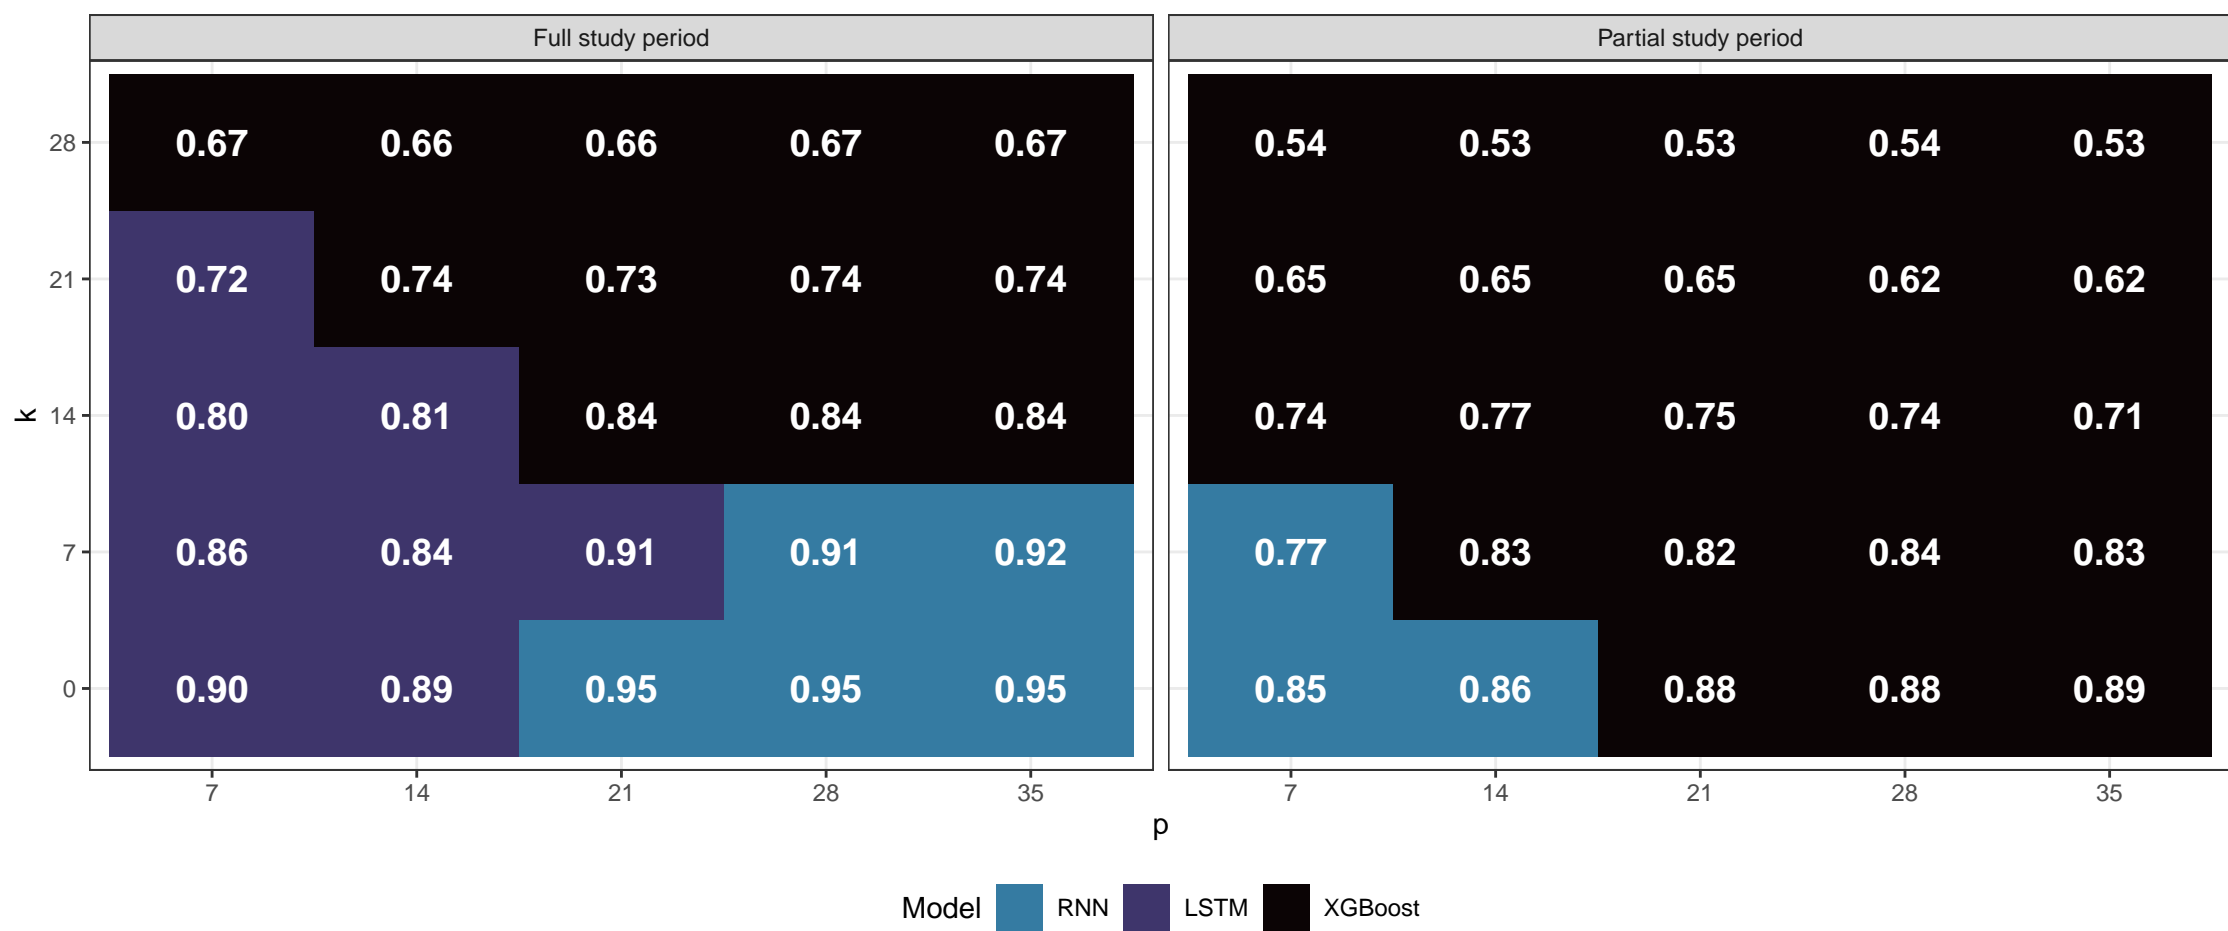 Full study period Partial study period
28 0.67 0.66 0.66 0.67 0.67 0.54 0.53 0.53 0.54 0.53
21 0.72 0.74 0.73 0.74 0.74 0.65 0.65 0.65 0.62 0.62
k 14 0.80 0.81 0.84 0.84 0.84 0.74 0.77 0.75 0.74 0.71
7 0.86 0.84 0.91 0.91 0.92 0.77 0.83 0.82 0.84 0.83
0 0.90 0.89 0.95 0.95 0.95 0.85 0.86 0.88 0.88 0.89
7 14 21 28 35 7 14 21 28 35
p
Model RNN LSTM XGBoost